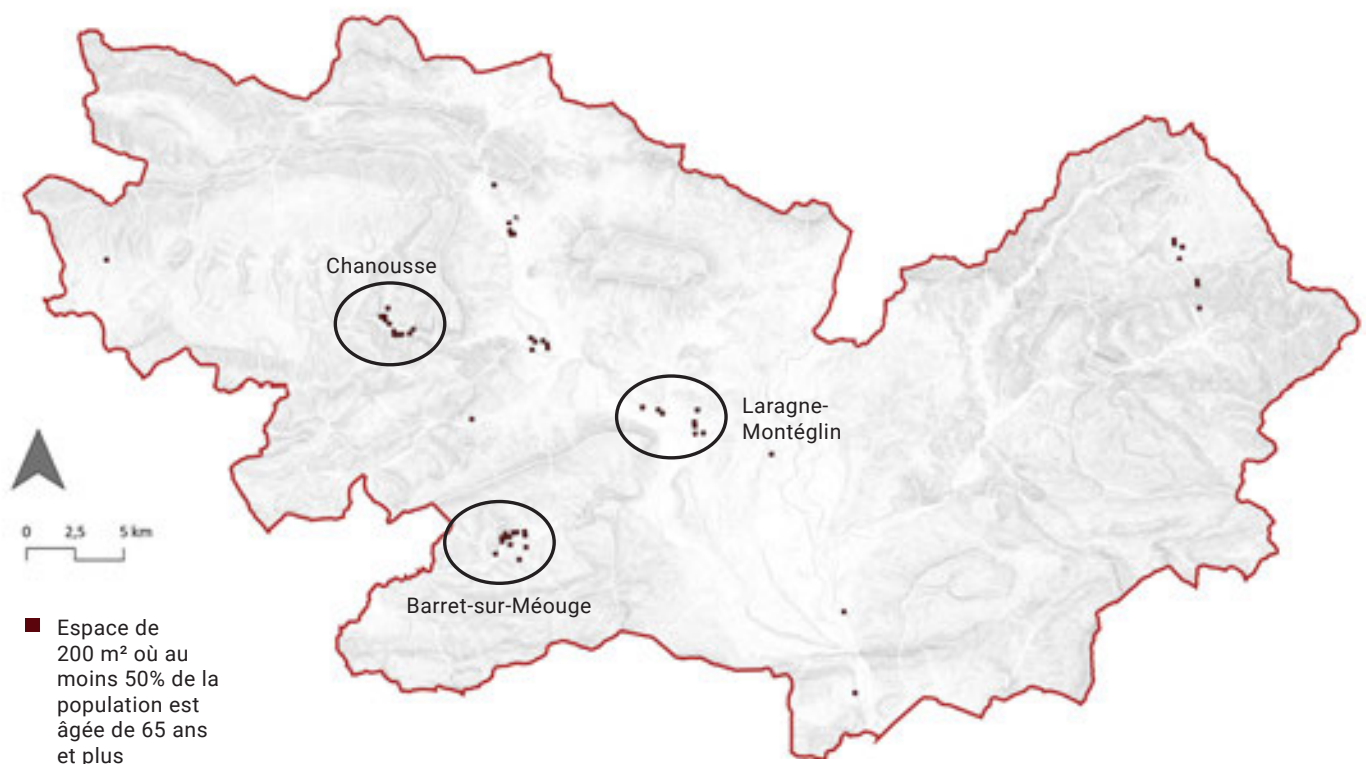 Chanousse
Laragne-
Montéglin
Barret-sur-Méouge
0 2,5 5 km
Espace de
200 m² où au
moins 50% de la
population est
âgée de 65 ans
et plus